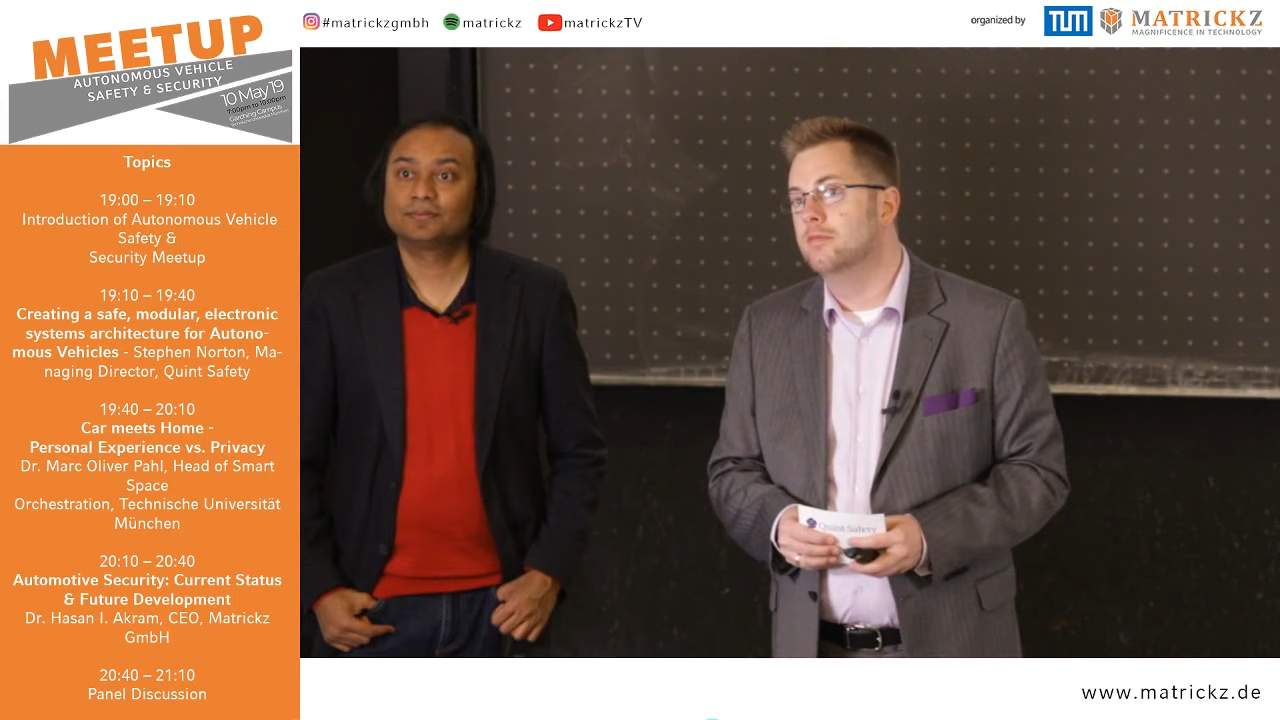 MEETUP
AUTONOMOUS VEHICLE
SAFETY & SECURITY
10 May 19
7:00pm to 10:00pm
Garching Campus
#matrickzgmbh
matrickz
matrickzTV
organized by
TUM
MATRICKZ
MAGNIFICENCE IN TECHNOLOGY
Topics
19:00 – 19:10
Introduction of Autonomous Vehicle
Safety &
Security Meetup
19:10 – 19:40
Creating a safe, modular, electronic
systems architecture for Autono-
mous Vehicles - Stephen Norton, Ma-
naging Director, Quint Safety
19:40 – 20:10
Car meets Home -
Personal Experience vs. Privacy
Dr. Marc Oliver Pahl, Head of Smart
Space
Orchestration, Technische Universität
München
20:10 – 20:40
Automotive Security: Current Status
& Future Development
Dr. Hasan I. Akram, CEO, Matrickz
GmbH
20:40 – 21:10
Panel Discussion
Quint Safety
www.matrickz.de